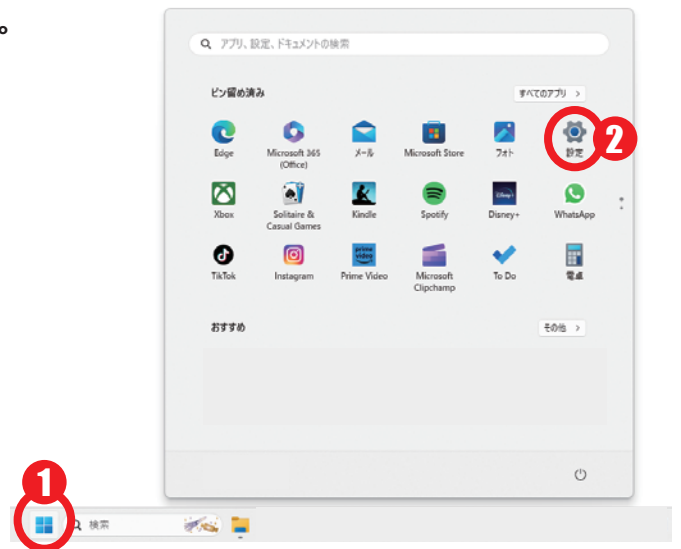 。
アプリ、設定、ドキュメントの検索
ピン留め済み
すべてのアプリ >
Edge
Microsoft 365
(Office)
メール
Microsoft Store
フォト
設定
2
Xbox
Solitaire &
Casual Games
Kindle
Spotify
Disney+
Disney+
WhatsApp
TikTok
Instagram
prime
video
Prime Video
Microsoft
Clipchamp
To Do
電卓
おすすめ
その他 >
1
検索